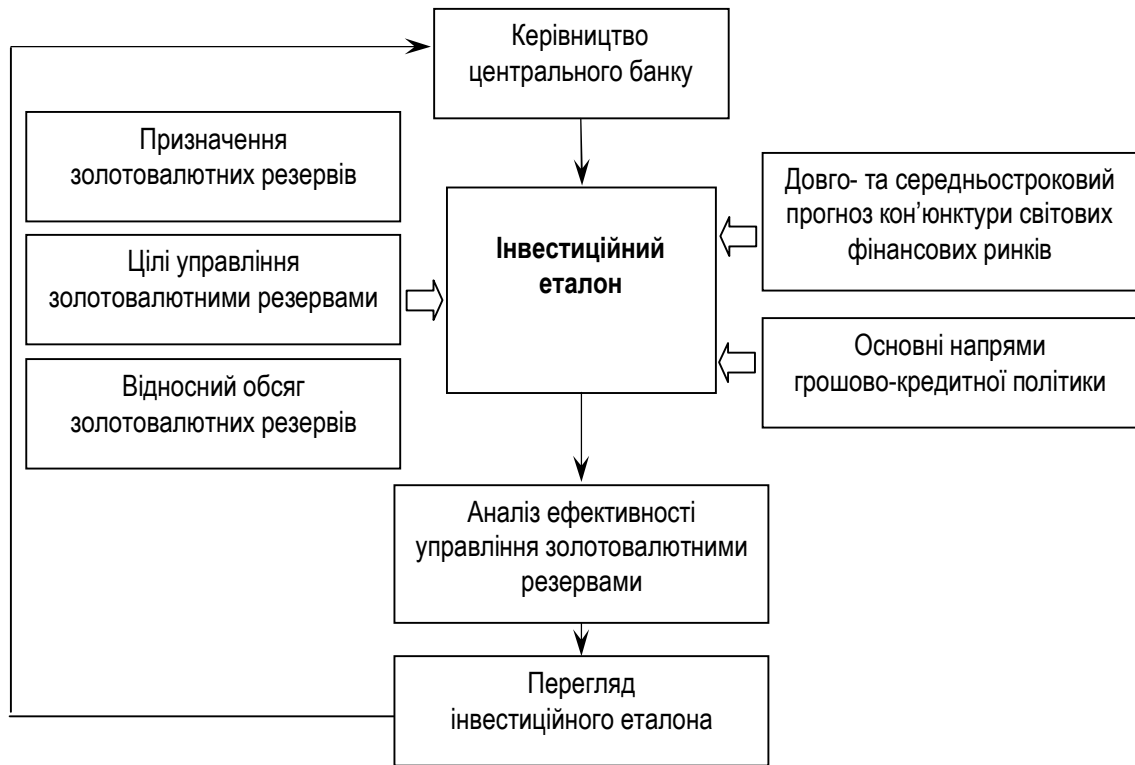 Керівництво
центрального банку
Призначення
золотовалютних резервів
Цілі управління
золотовалютними резервами
Відносний обсяг
золотовалютних резервів
Інвестиційний
еталон
Довго- та середньостроковий
прогноз кон’юнктури світових
фінансових ринків
Основні напрями
грошово-кредитної політики
Аналіз ефективності
управління золотовалютними
резервами
Перегляд
інвестиційного еталона